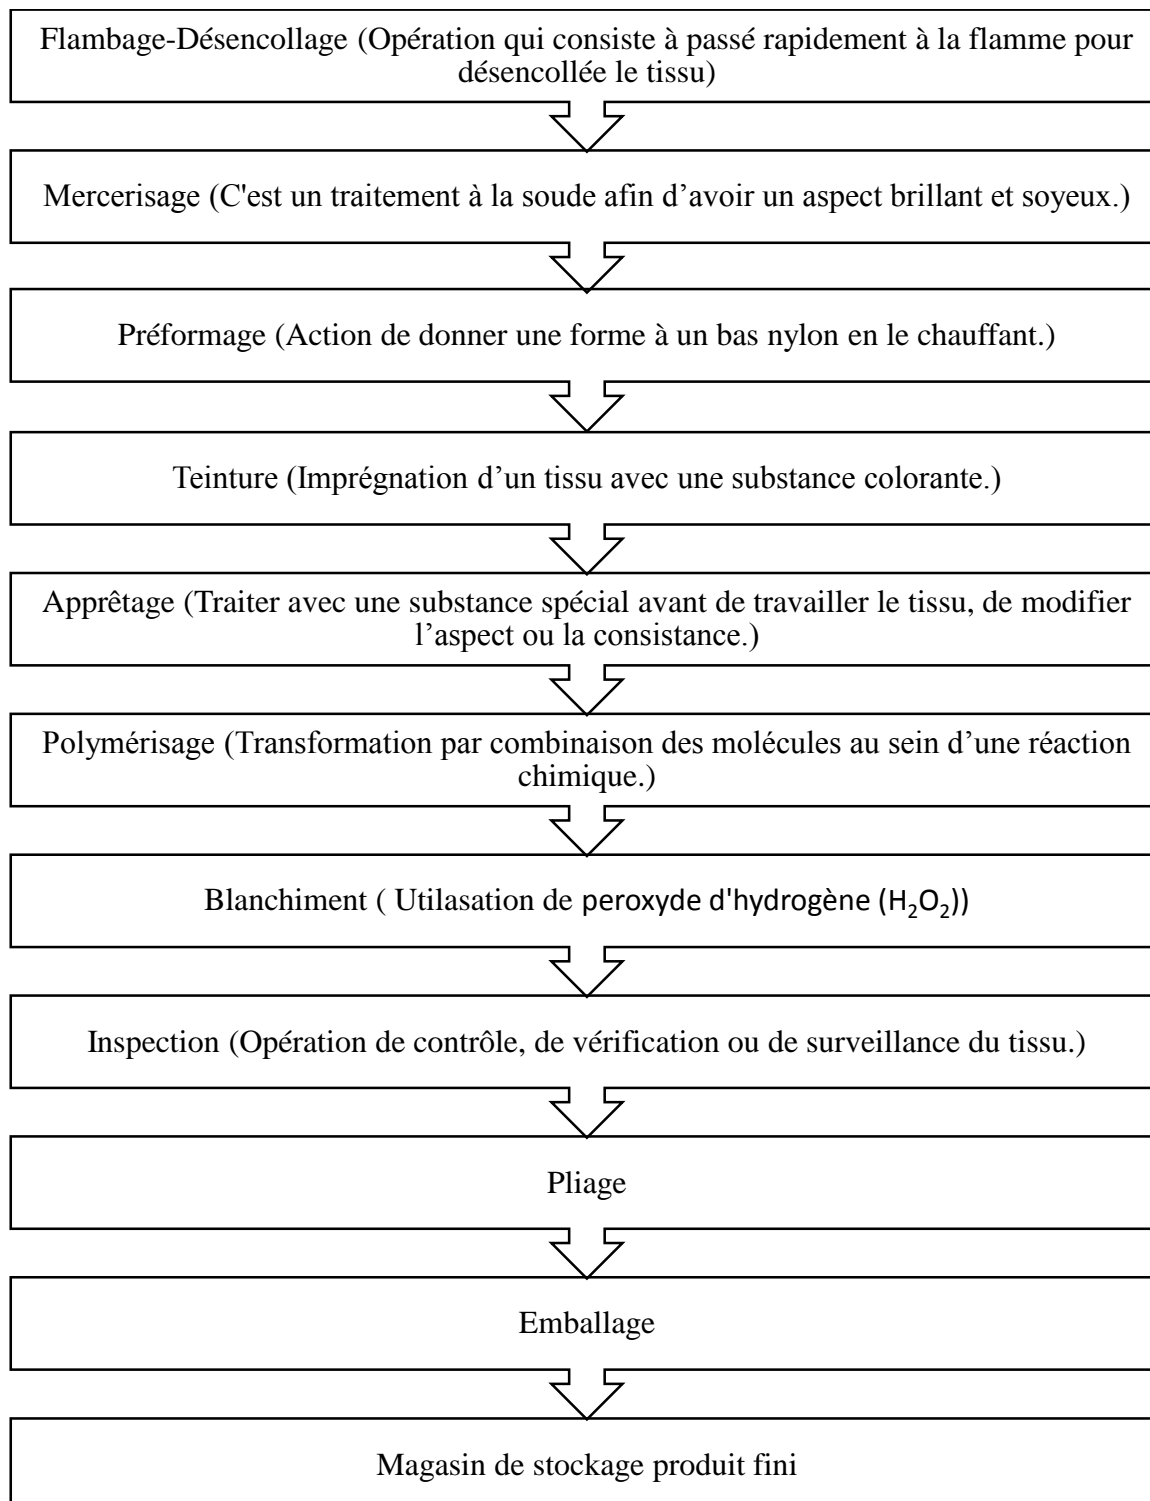 Flambage-Désencollage (Opération qui consiste à passé rapidement à la flamme pour
désencollée le tissu)
Mercerisage (C'est un traitement à la soude afin d’avoir un aspect brillant et soyeux.)
Préformage (Action de donner une forme à un bas nylon en le chauffant.)
Teinture (Imprégnation d’un tissu avec une substance colorante.)
Apprêtage (Traiter avec une substance spécial avant de travailler le tissu, de modifier
l’aspect ou la consistance.)
Polymérisage (Transformation par combinaison des molécules au sein d’une réaction
chimique.)
Blanchiment ( Utilasation de peroxyde d'hydrogène (H₂O₂))
Inspection (Opération de contrôle, de vérification ou de surveillance du tissu.)
Pliage
Emballage
Magasin de stockage produit fini